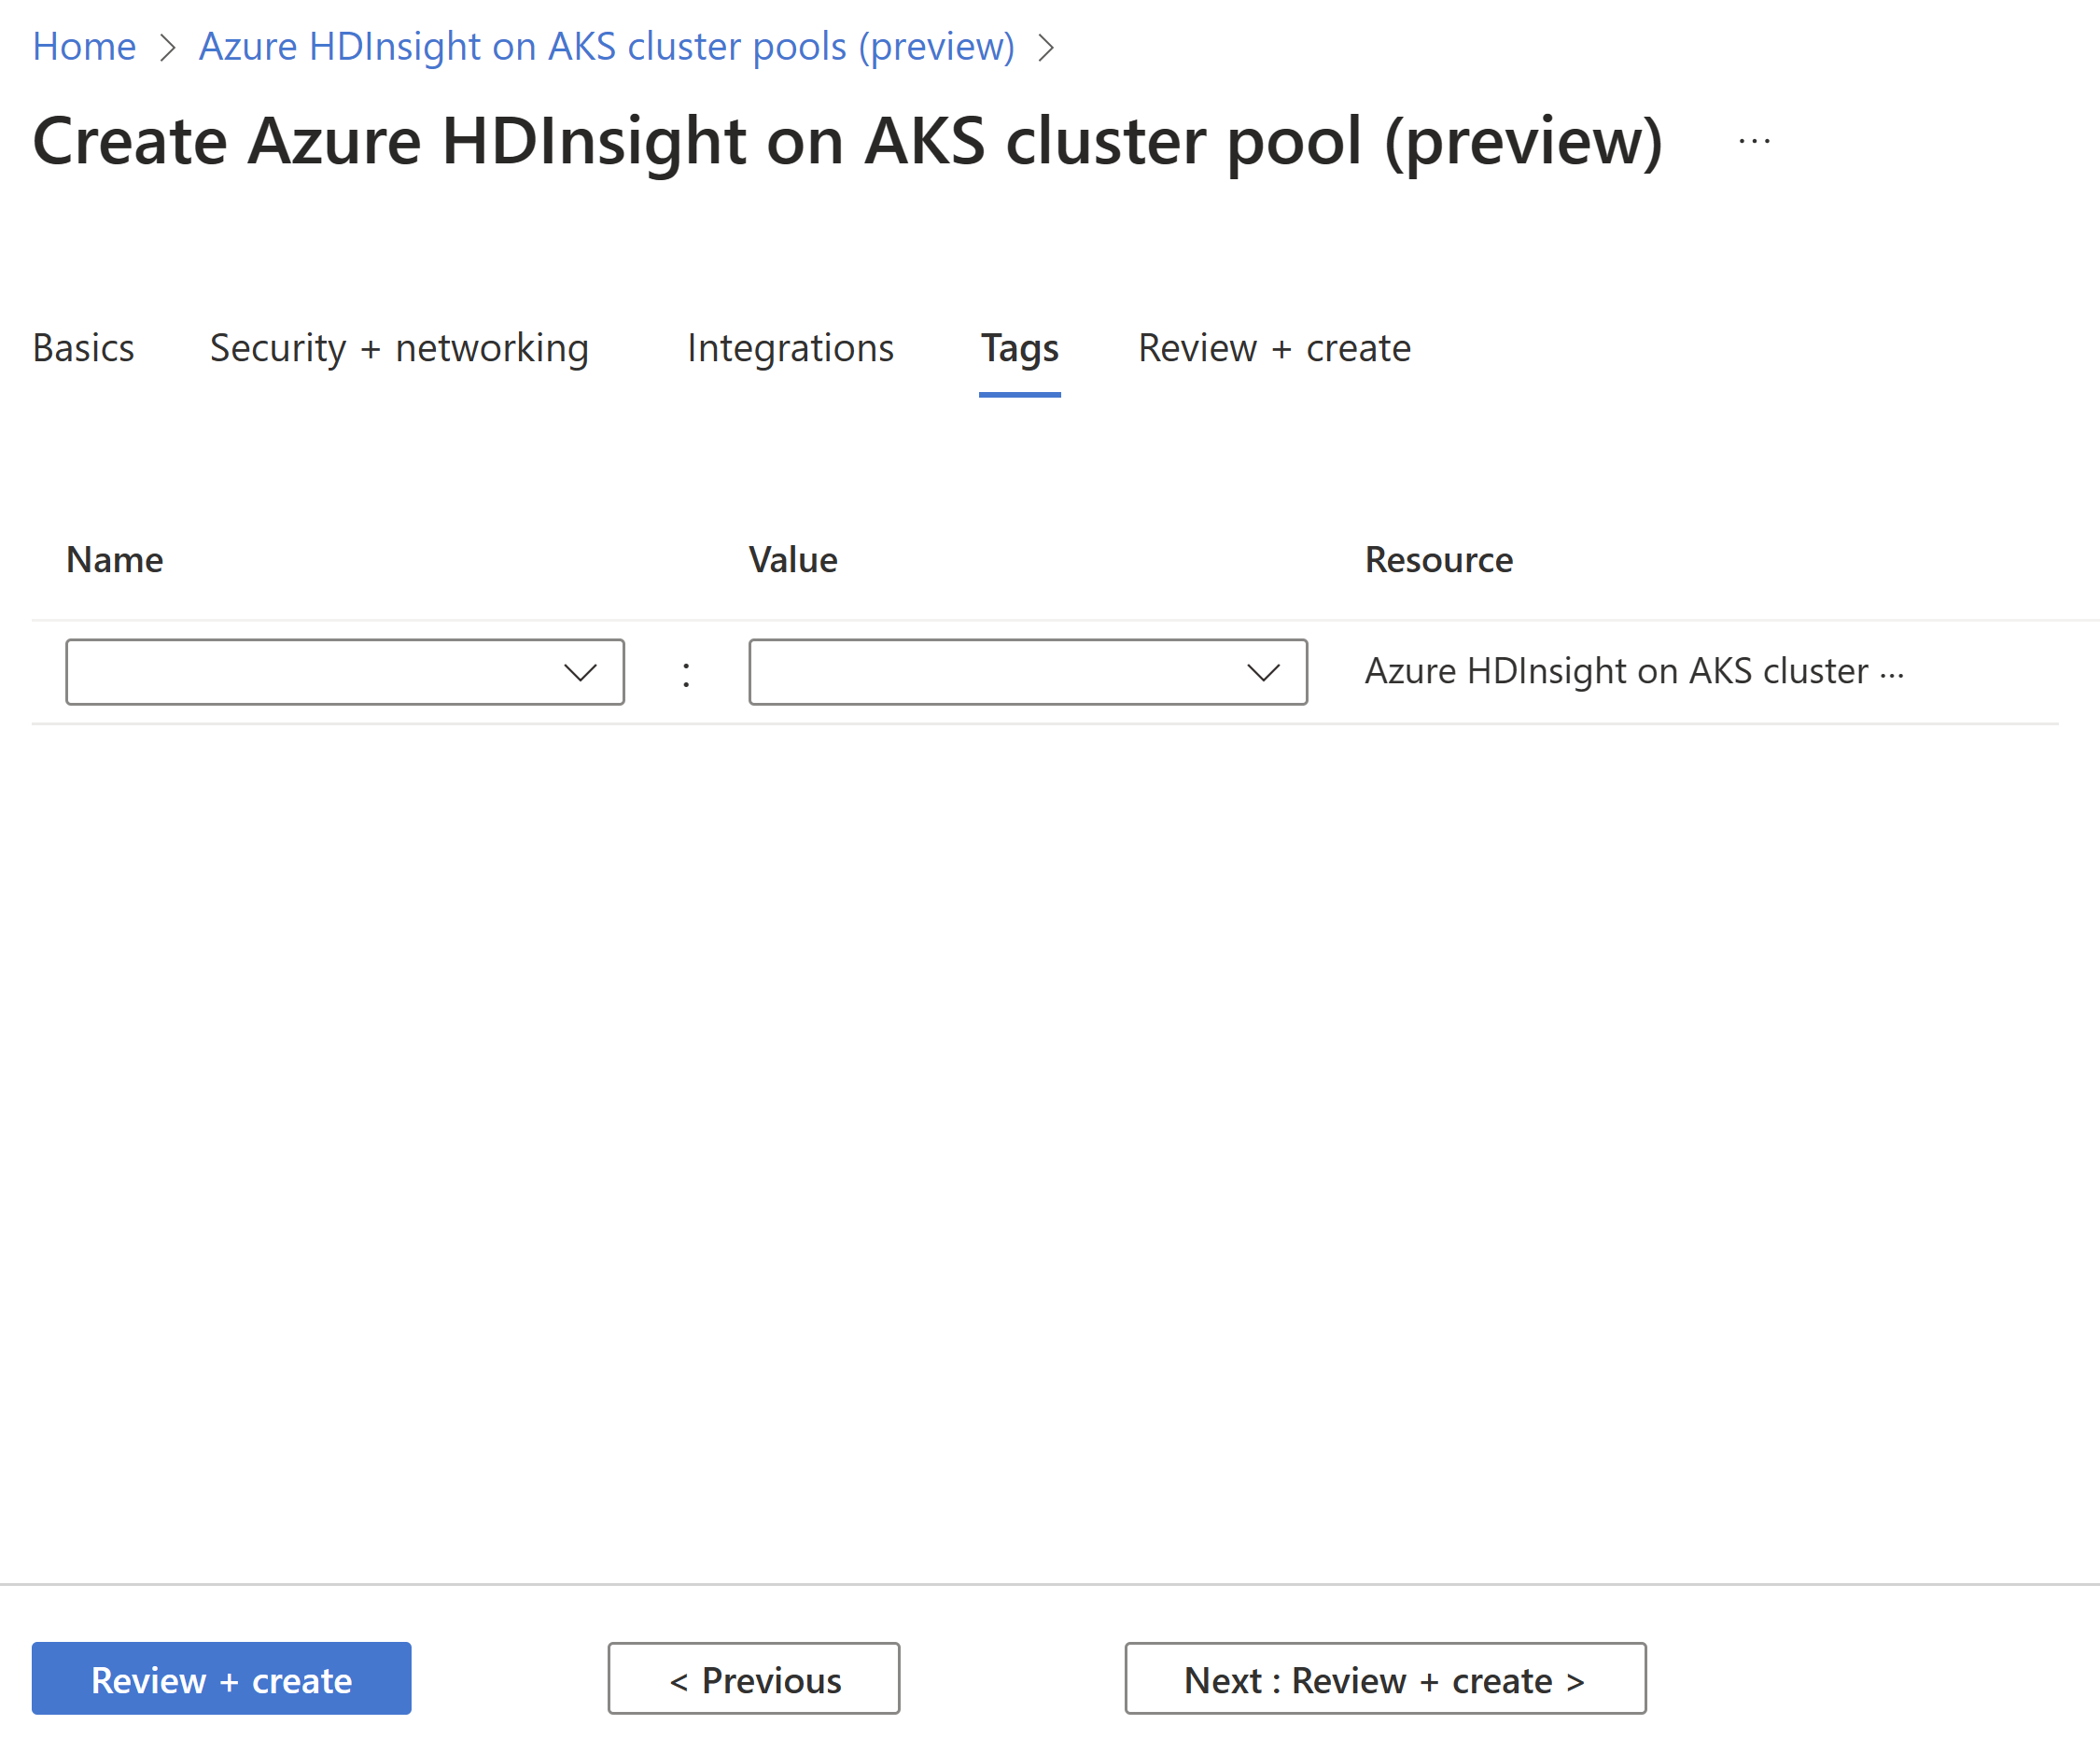 Home > Azure HDInsight on AKS cluster pools (preview) >
Create Azure HDInsight on AKS cluster pool (preview) ...
Basics Security + networking Integrations Tags Review + create
Name Value Resource
: Azure HDInsight on AKS cluster ...
Review + create < Previous Next : Review + create >